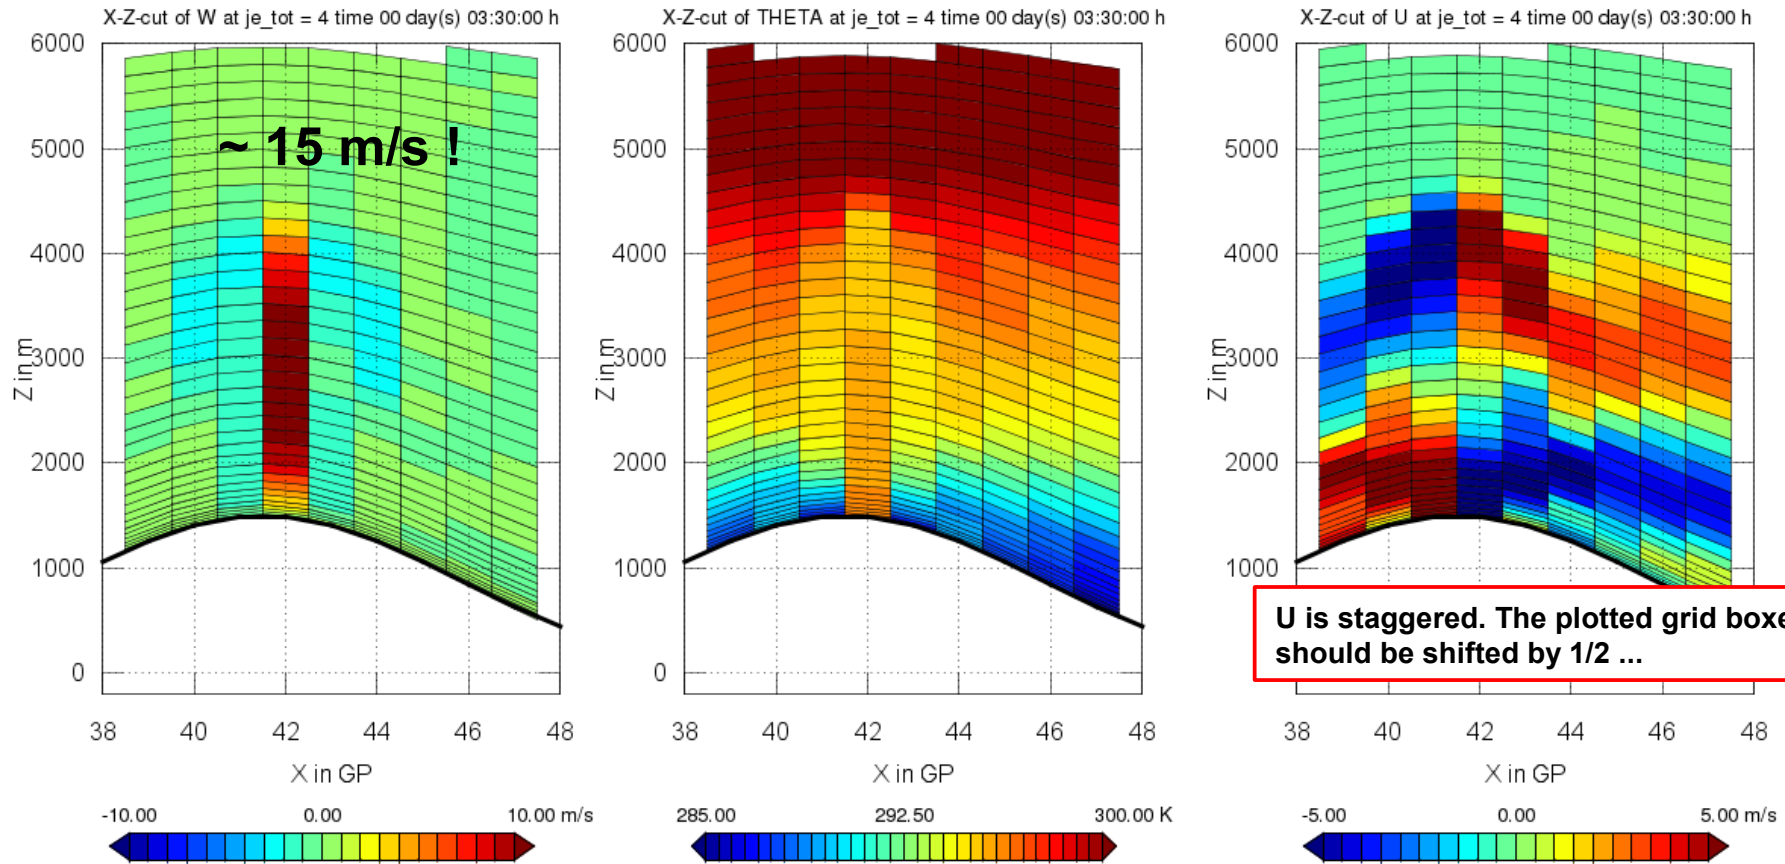 X-Z-cut of W at je_tot = 4 time 00 day(s) 03:30:00 h
6000
5000
4000
3000
2000
1000
0
Z in m
~ 15 m/s !
38 40 42 44 46 48
X in GP
-10.00 0.00 10.00 m/s
X-Z-cut of THETA at je_tot = 4 time 00 day(s) 03:30:00 h
6000
5000
4000
3000
2000
1000
0
Z in m
38 40 42 44 46 48
X in GP
285.00 292.50 300.00 K
X-Z-cut of U at je_tot = 4 time 00 day(s) 03:30:00 h
6000
5000
4000
3000
2000
1000
0
Z in m
U is staggered. The plotted grid boxe
should be shifted by 1/2 ...
38 40 42 44 46 48
X in GP
-5.00 0.00 5.00 m/s